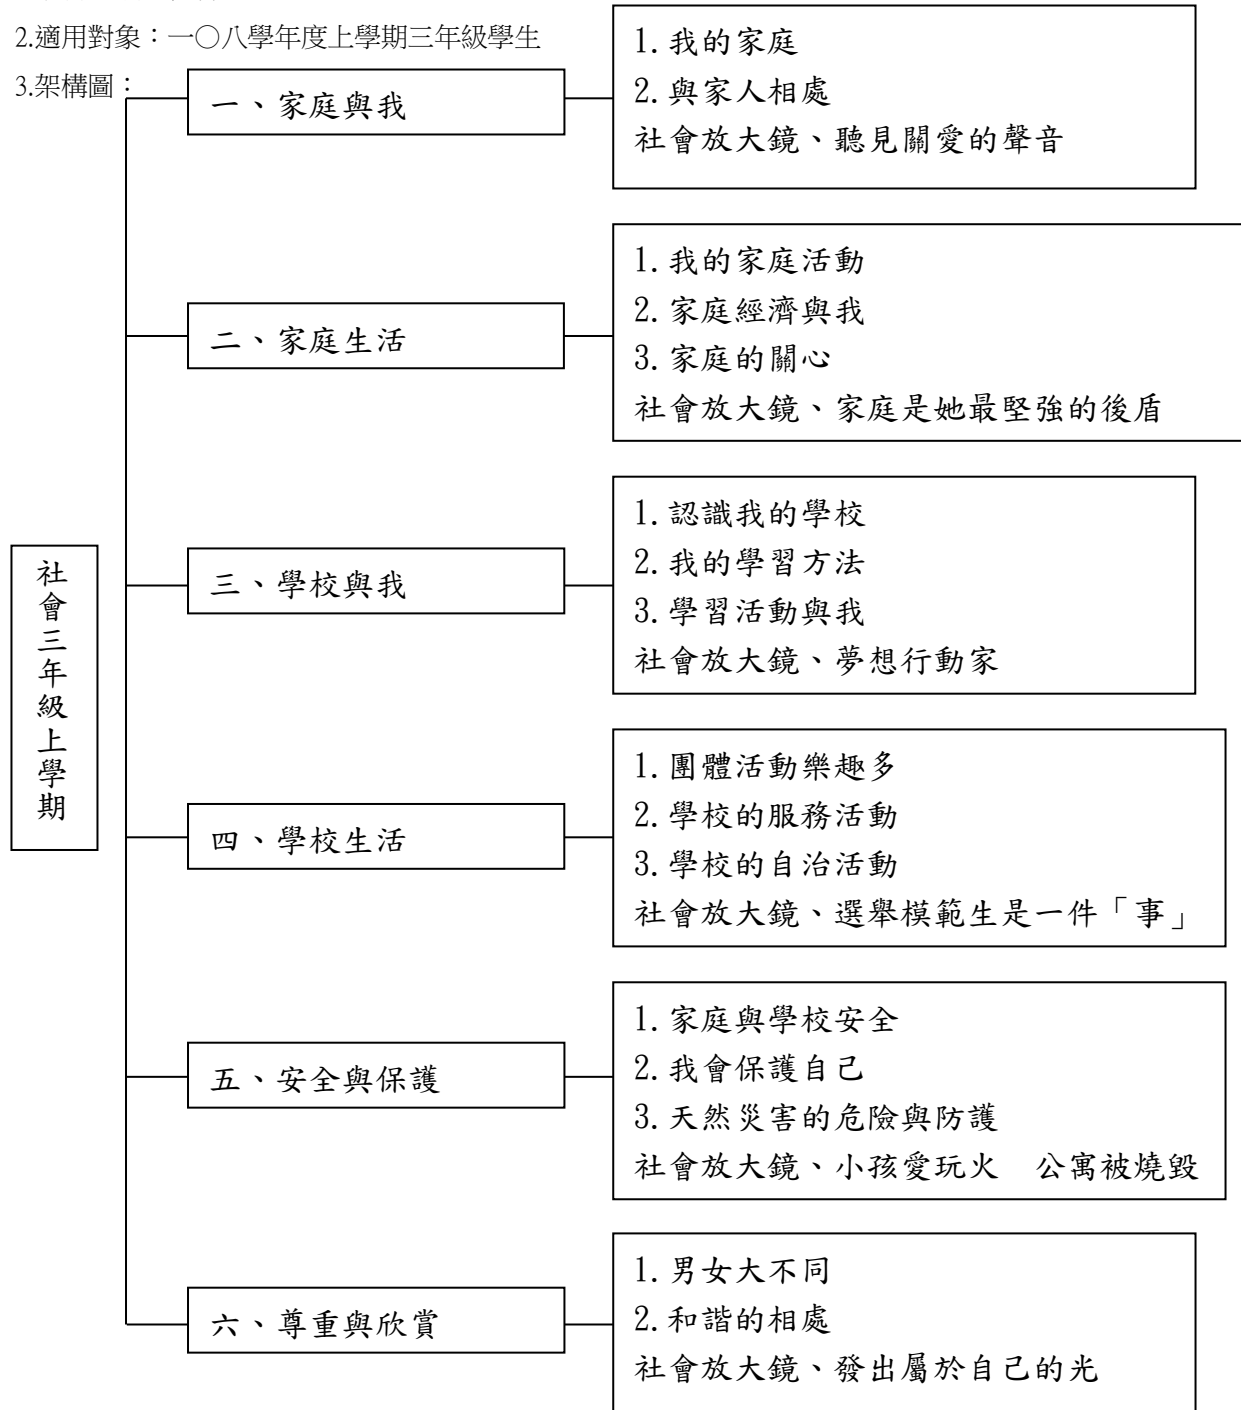 2.適用對象：一○八學年度上學期三年級學生
3.架構圖：
社會三年級上學期
一、家庭與我
1.我的家庭
2.與家人相處
社會放大鏡、聽見關愛的聲音
二、家庭生活
1.我的家庭活動
2.家庭經濟與我
3.家庭的關心
社會放大鏡、家庭是她最堅強的後盾
三、學校與我
1.認識我的學校
2.我的學習方法
3.學習活動與我
社會放大鏡、夢想行動家
四、學校生活
1.團體活動樂趣多
2.學校的服務活動
3.學校的自治活動
社會放大鏡、選舉模範生是一件「事」
五、安全與保護
1.家庭與學校安全
2.我會保護自己
3.天然災害的危險與防護
社會放大鏡、小孩愛玩火　公寓被燒毀
六、尊重與欣賞
1.男女大不同
2.和諧的相處
社會放大鏡、發出屬於自己的光